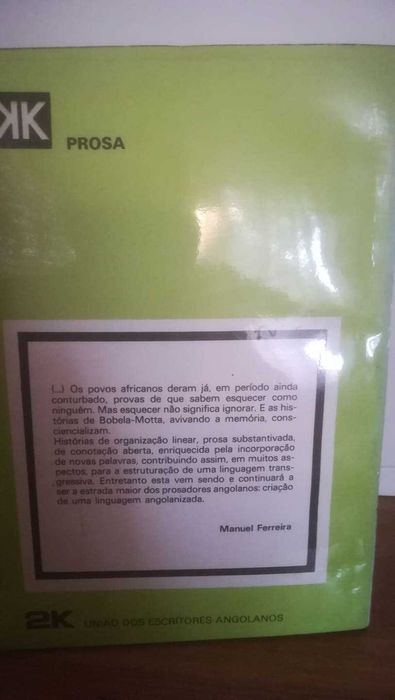 KK
PROSA
(...) Os povos africanos deram já, em período ainda
conturbado, provas de que sabem esquecer como
ninguém. Mas esquecer não significa ignorar. E as his-
tórias de Bobela-Motta, avivando a memória, cons-
ciencializam.
Histórias de organização linear, prosa substantivada,
de conotação aberta, enriquecida pela incorporação
de novas palavras, contribuindo assim, em muitos as-
pectos, para a estruturação de uma linguagem trans-
gressiva. Entretanto esta vem sendo e continuará a
ser a estrada maior dos prosadores angolanos: criação
de uma linguagem angolanizada.
Manuel Ferreira
2K UNIÃO DOS ESCRITORES ANGOLANOS